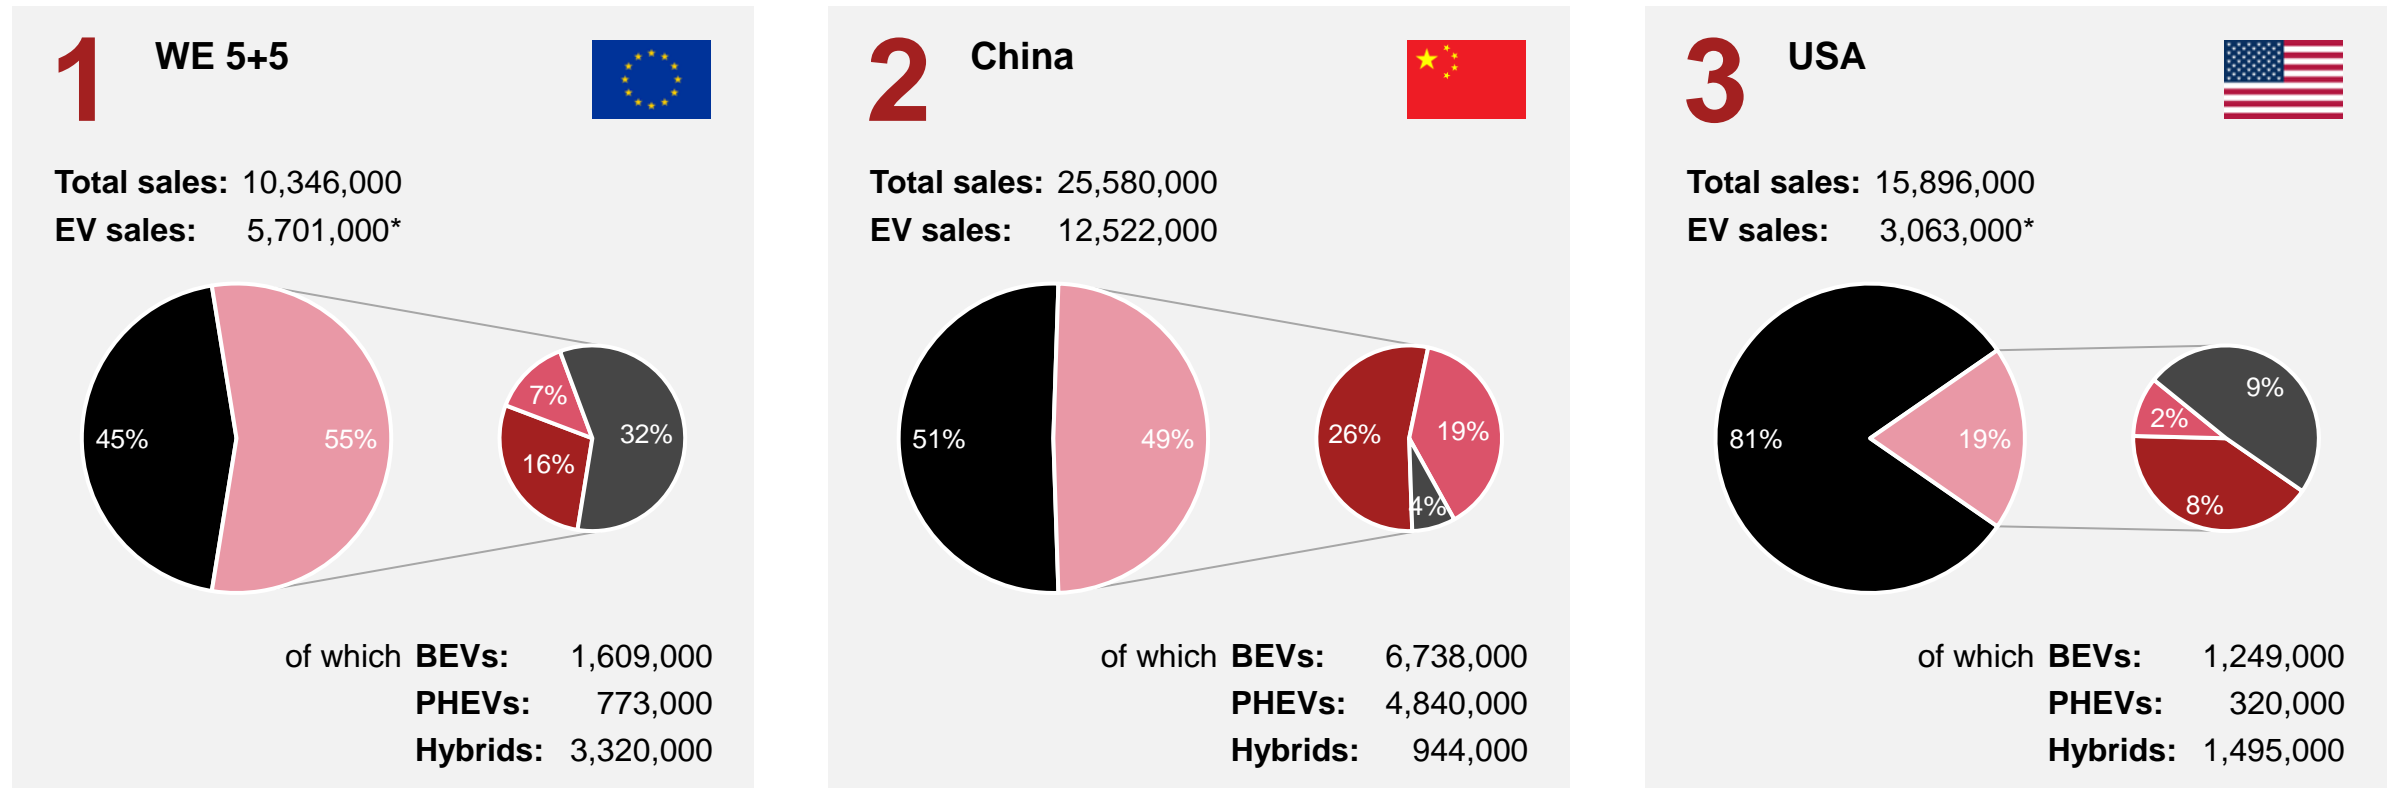 1 WE 5+5
Total sales: 10,346,000
EV sales: 5,701,000*
45%
55%
7%
32%
16%
of which BEVs: 1,609,000
PHEVs: 773,000
Hybrids: 3,320,000
2 China
Total sales: 25,580,000
EV sales: 12,522,000
51%
49%
26%
19%
4%
of which BEVs: 6,738,000
PHEVs: 4,840,000
Hybrids: 944,000
3 USA
Total sales: 15,896,000
EV sales: 3,063,000*
81%
19%
9%
2%
8%
of which BEVs: 1,249,000
PHEVs: 320,000
Hybrids: 1,495,000